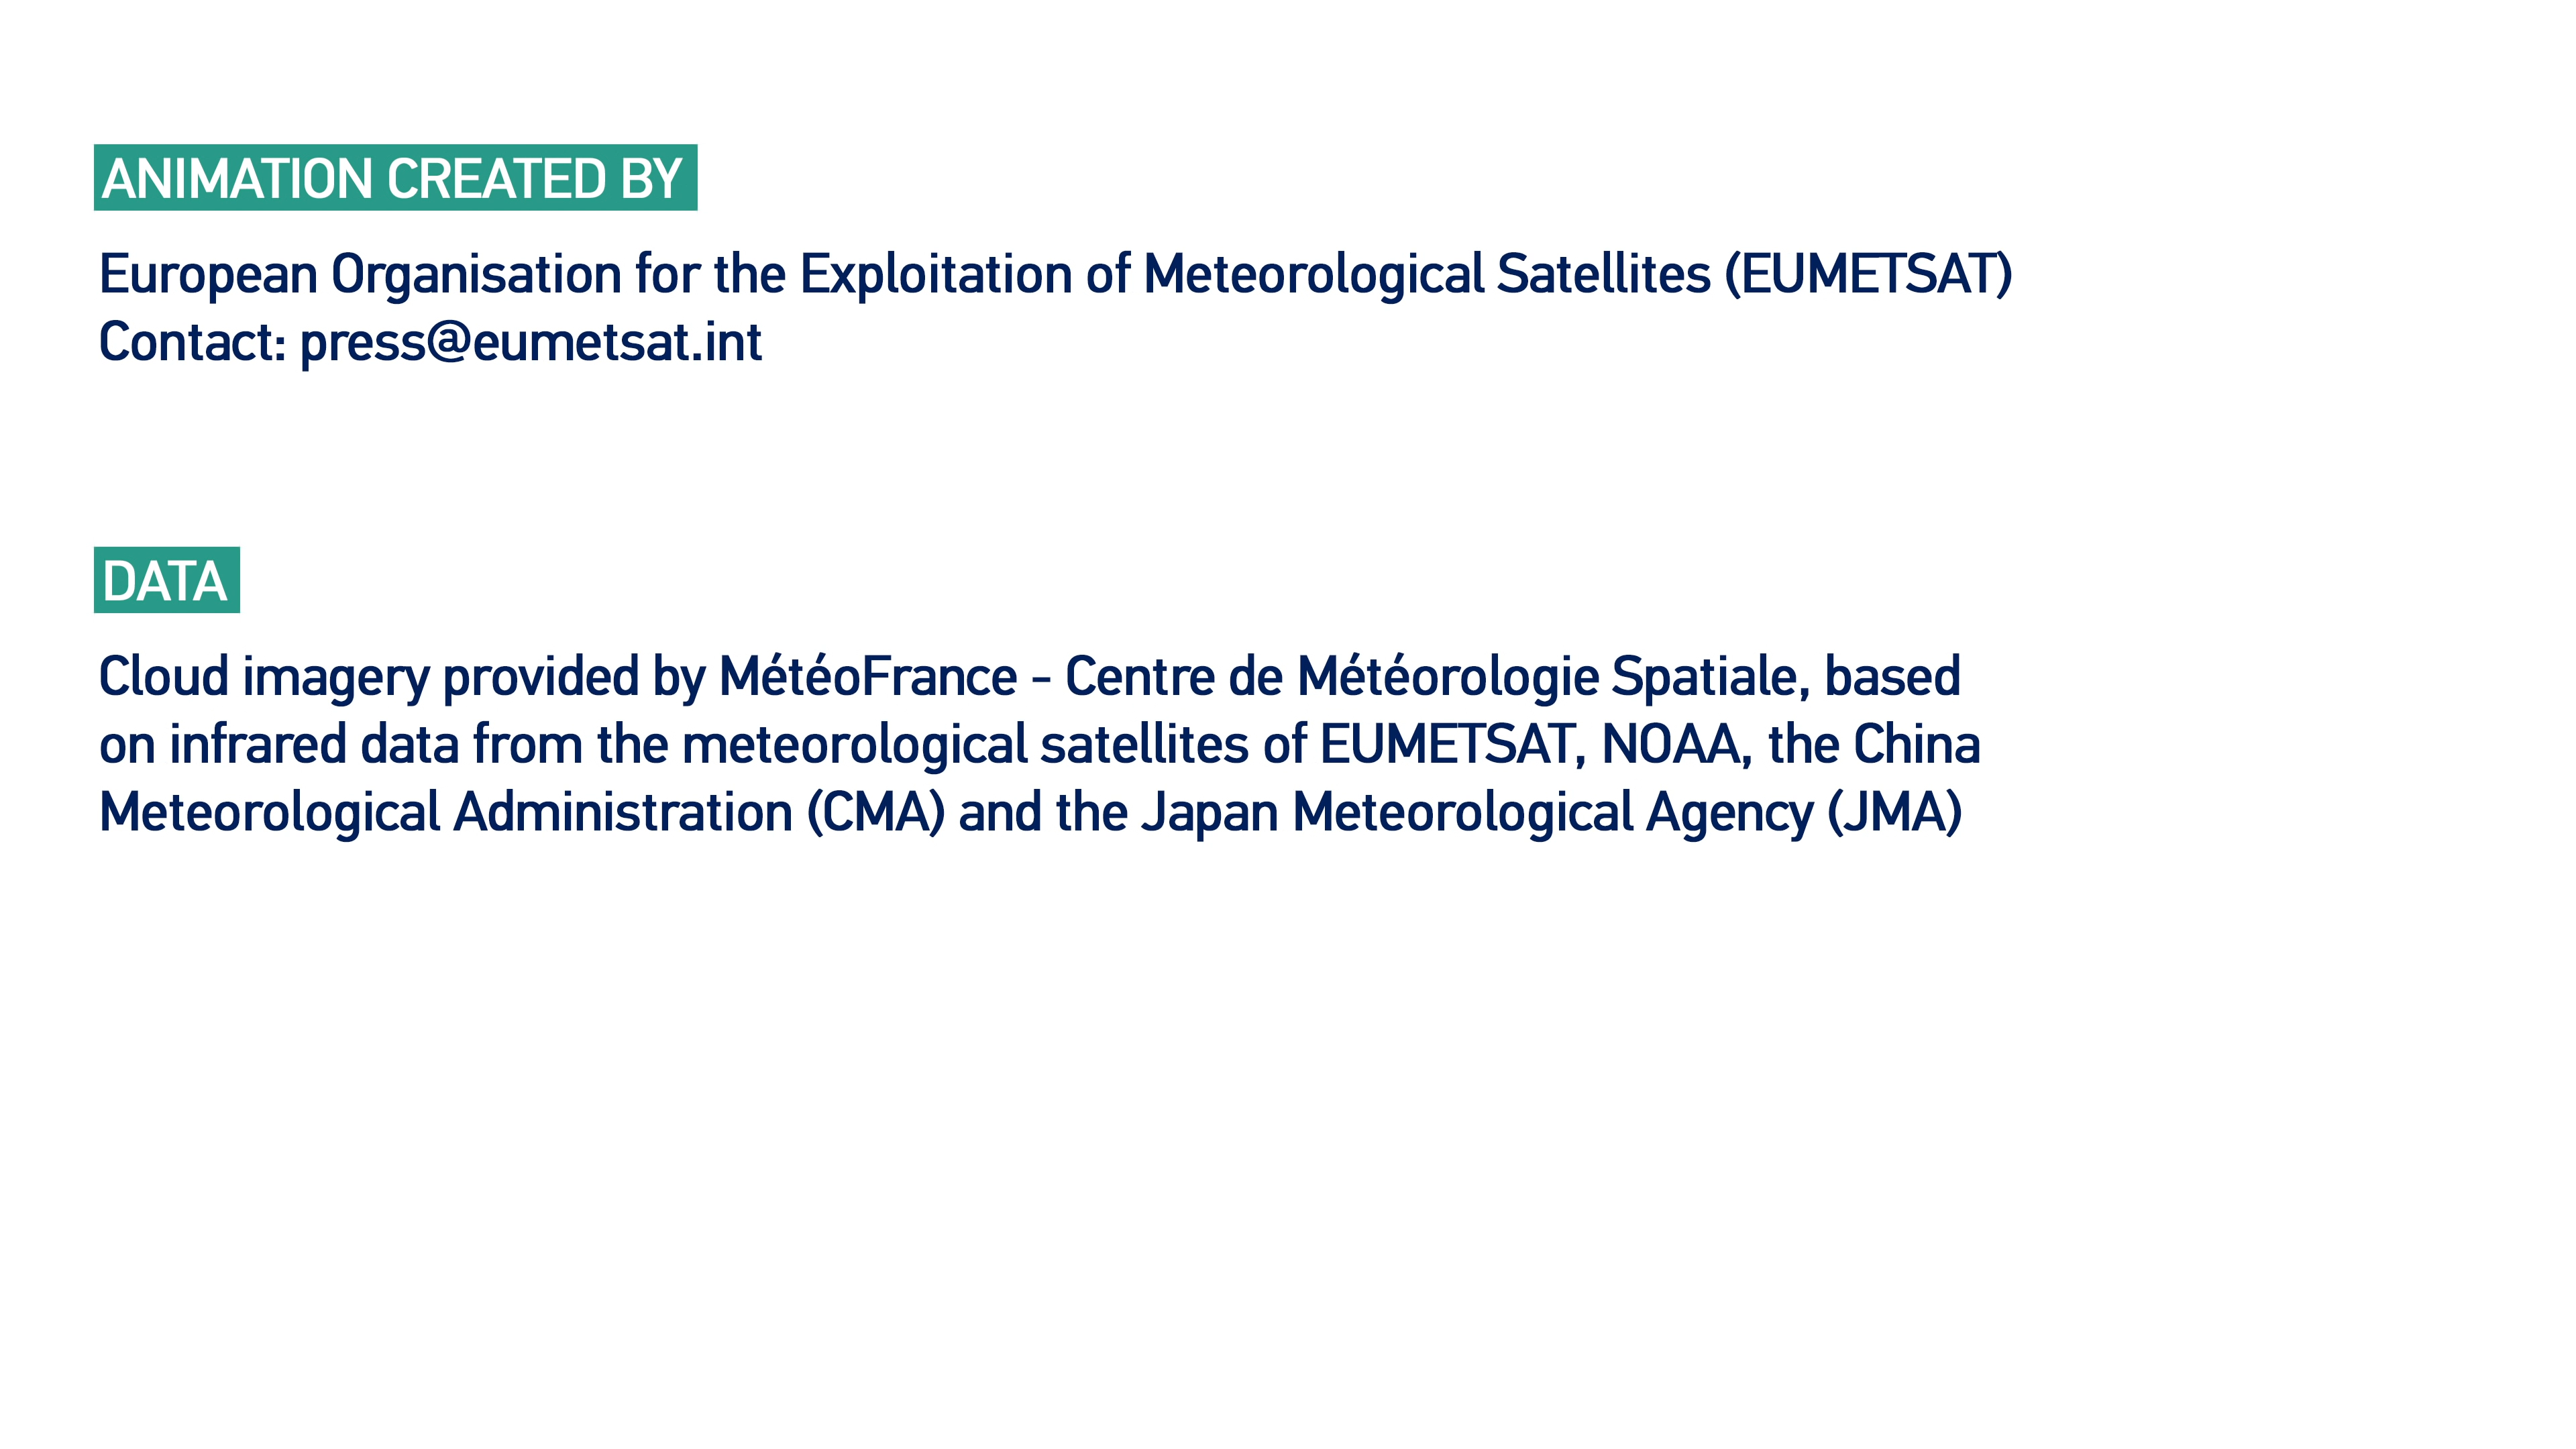 ANIMATION CREATED BY
European Organisation for the Exploitation of Meteorological Satellites (EUMETSAT)
Contact: press@eumetsat.int
DATA
Cloud imagery provided by MétéoFrance - Centre de Météorologie Spatiale, based
on infrared data from the meteorological satellites of EUMETSAT, NOAA, the China
Meteorological Administration (CMA) and the Japan Meteorological Agency (JMA)